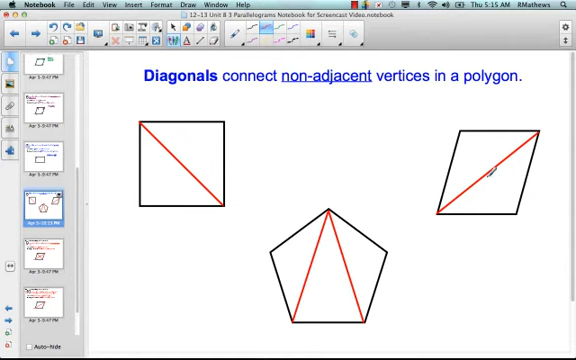 Notebook File Edit View Insert Format Tools Draw Window Thu 5:15 AM RMathews
12-13 Unit 8 3 Parallelograms Notebook for Screencast Video.notebook
Diagonals connect non-adjacent vertices in a polygon.
Auto-hide